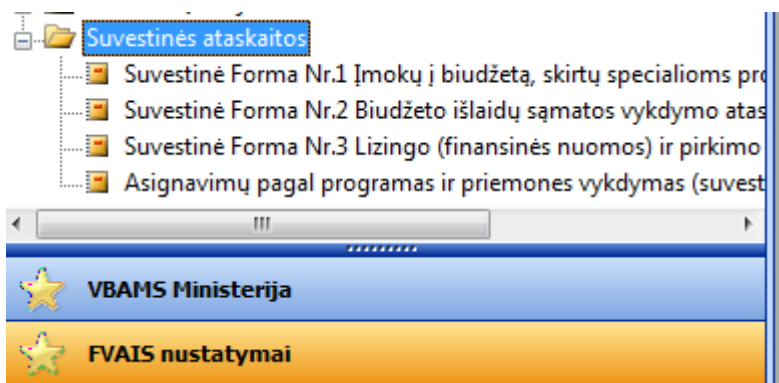 Suvestinės ataskaitos
Suvestinė Forma Nr.1 Įmokų į biudžetą, skirtų specialioms pro
Suvestinė Forma Nr.2 Biudžeto išlaidų sąmatos vykdymo atas
Suvestinė Forma Nr.3 Lizingo (finansinės nuomos) ir pirkimo
Asignavimų pagal programas ir priemones vykdymas (suvest
VBAMS Ministerija
FVAIS nustatymai